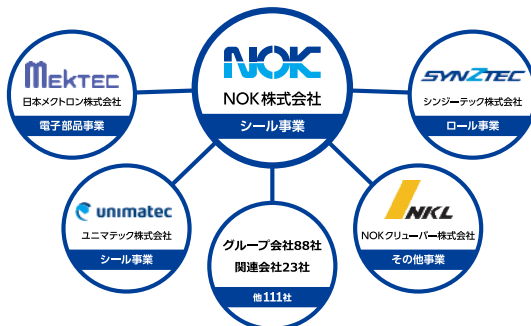 NOK
NOK株式会社
シール事業
MEKTEC
日本メクトロン株式会社
電子部品事業
SYNZTEC
シンジーテック株式会社
ロール事業
unimatec
ユニマテック株式会社
シール事業
グループ会社88社
関連会社23社
他111社
NKL
NOKクリューバー株式会社
その他事業